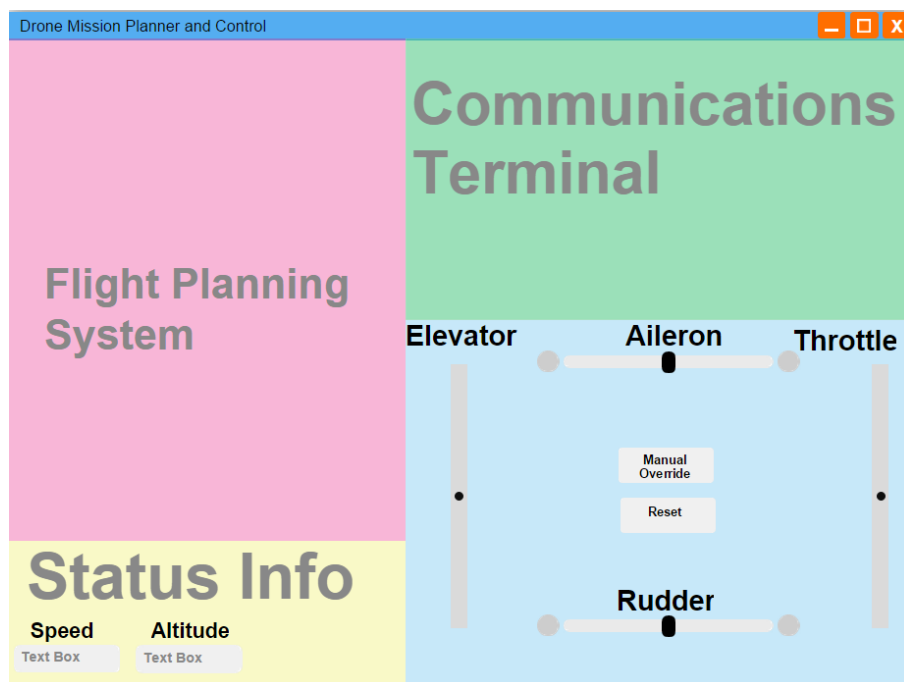 Drone Mission Planner and Control
X
Communications
Terminal
Flight Planning
System
Elevator
Aileron
Throttle
Manual
Override
Reset
Rudder
Status Info
Speed
Altitude
Text Box
Text Box